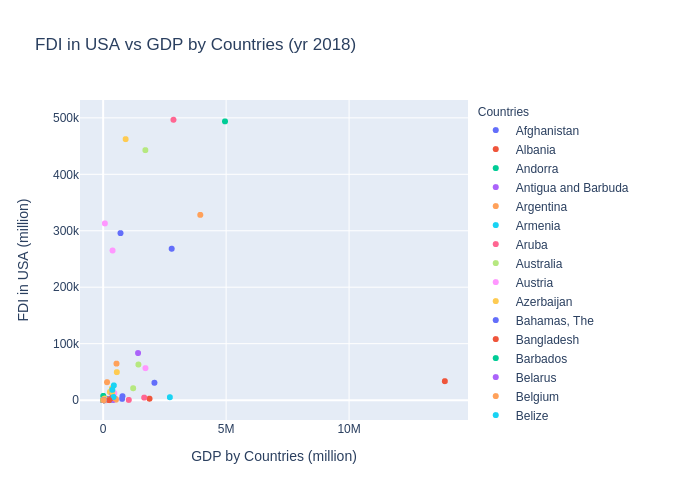 FDI in USA vs GDP by Countries (yr 2018)
500k
400k
300k
200k
100k
0
FDI in USA (million)
0
5M
10M
GDP by Countries (million)
Countries
Afghanistan
Albania
Andorra
Antigua and Barbuda
Argentina
Armenia
Aruba
Australia
Austria
Azerbaijan
Bahamas, The
Bangladesh
Barbados
Belarus
Belgium
Belize